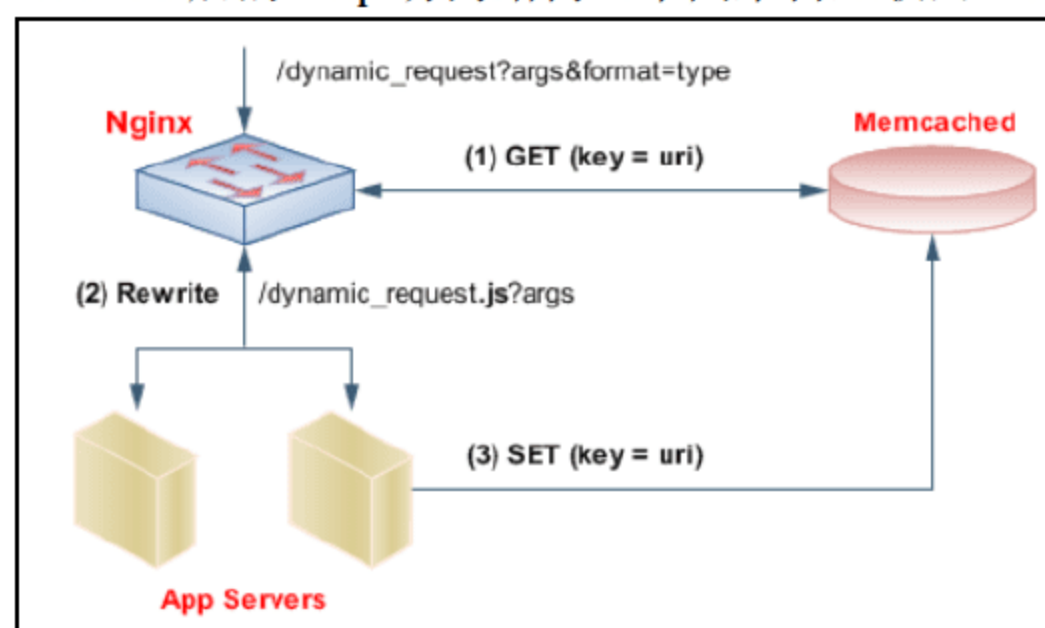 /dynamic_request?args&format=type
Nginx
Memcached
(1) GET (key = uri)
(2) Rewrite
/dynamic_request.js?args
(3) SET (key = uri)
App Servers